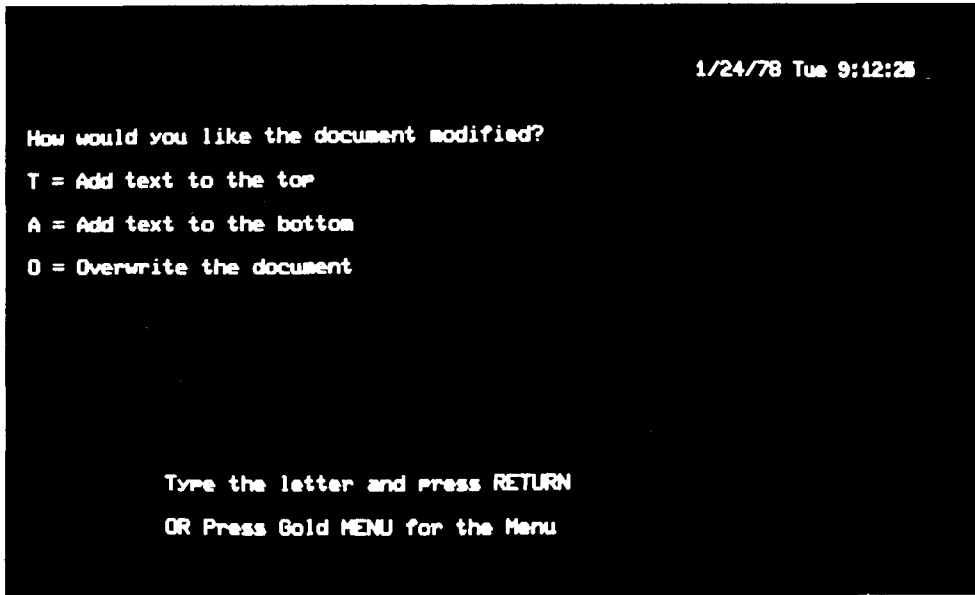 1/24/78 Tue 9:12:25
How would you like the document modified?
T = Add text to the top
A = Add text to the bottom
O = Overwrite the document
Type the letter and press RETURN
OR Press Gold MENU for the Menu